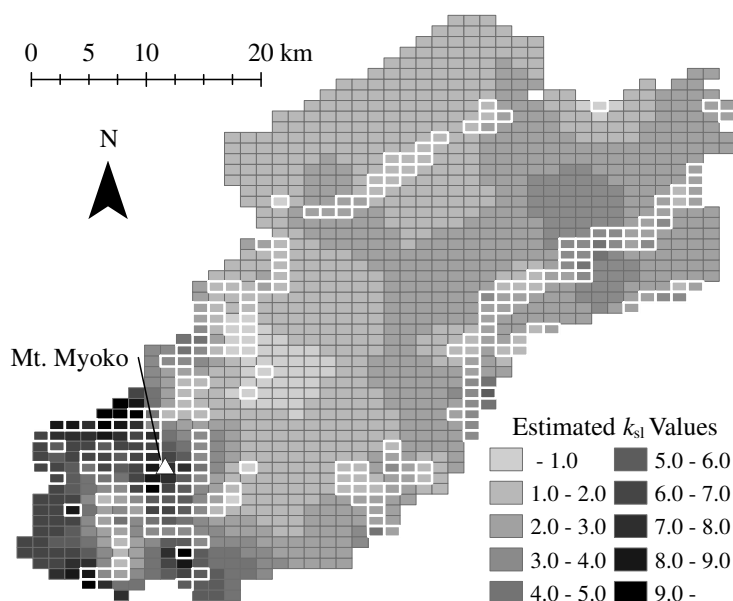 0 5 10 20 km
N
Mt. Myoko
Estimated k_sl Values
- 1.0
1.0 - 2.0
2.0 - 3.0
3.0 - 4.0
4.0 - 5.0
5.0 - 6.0
6.0 - 7.0
7.0 - 8.0
8.0 - 9.0
9.0 -